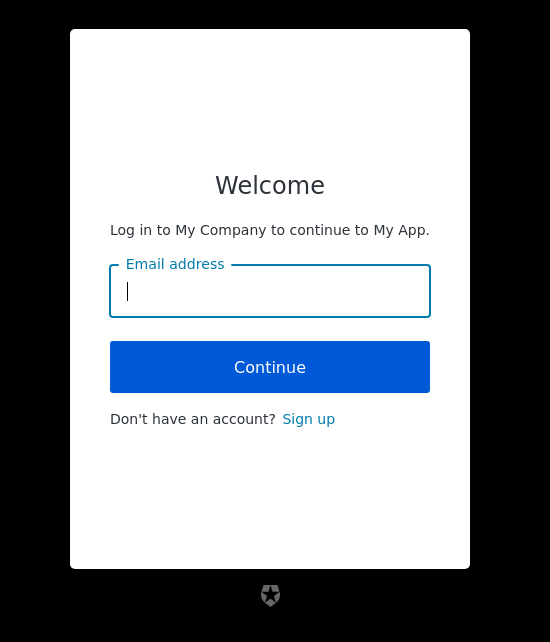 Welcome
Log in to My Company to continue to My App.
Email address
Continue
Don't have an account? Sign up